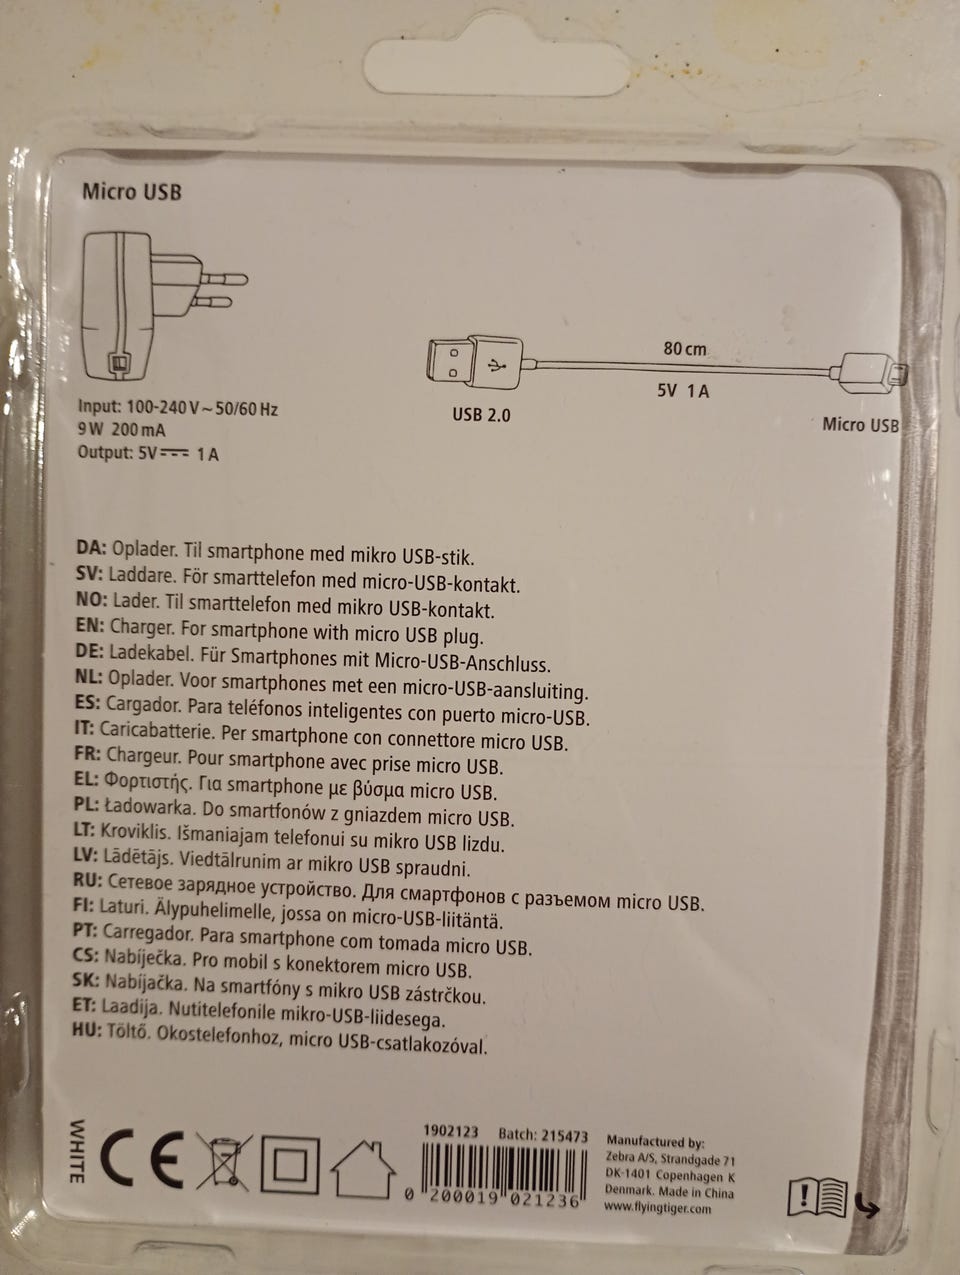 Micro USB
Input: 100-240 V ~ 50/60 Hz
9 W 200 mA
Output: 5V ⎓ 1 A
80 cm
5V 1 A
USB 2.0
Micro USB
DA: Oplader. Til smartphone med mikro USB-stik.
SV: Laddare. För smarttelefon med micro-USB-kontakt.
NO: Lader. Til smarttelefon med mikro USB-kontakt.
EN: Charger. For smartphone with micro USB plug.
DE: Ladekabel. Für Smartphones mit Micro-USB-Anschluss.
NL: Oplader. Voor smartphones met een micro-USB-aansluiting.
ES: Cargador. Para teléfonos inteligentes con puerto micro-USB.
IT: Caricabatterie. Per smartphone con connettore micro USB.
FR: Chargeur. Pour smartphone avec prise micro USB.
EL: Φορτιστής. Για smartphone με βύσμα micro USB.
PL: Ładowarka. Do smartfonów z gniazdem micro USB.
LT: Kroviklis. Išmaniajam telefonui su mikro USB lizdu.
LV: Lādētājs. Viedtālrunim ar mikro USB spraudni.
RU: Сетевое зарядное устройство. Для смартфонов с разъемом micro USB.
FI: Laturi. Älypuhelimelle, jossa on micro-USB-liitäntä.
PT: Carregador. Para smartphone com tomada micro USB.
CS: Nabíječka. Pro mobil s konektorem micro USB.
SK: Nabíjačka. Na smartfóny s mikro USB zástrčkou.
ET: Laadija. Nutitelefonile mikro-USB-liidesega.
HU: Töltő. Okostelefonhoz, micro USB-csatlakozóval.
WHITE
CE
1902123 Batch: 215473
0 200019 021236
Manufactured by:
Zebra A/S, Strandgade 71
DK-1401 Copenhagen K
Denmark. Made in China
www.flyingtiger.com
!